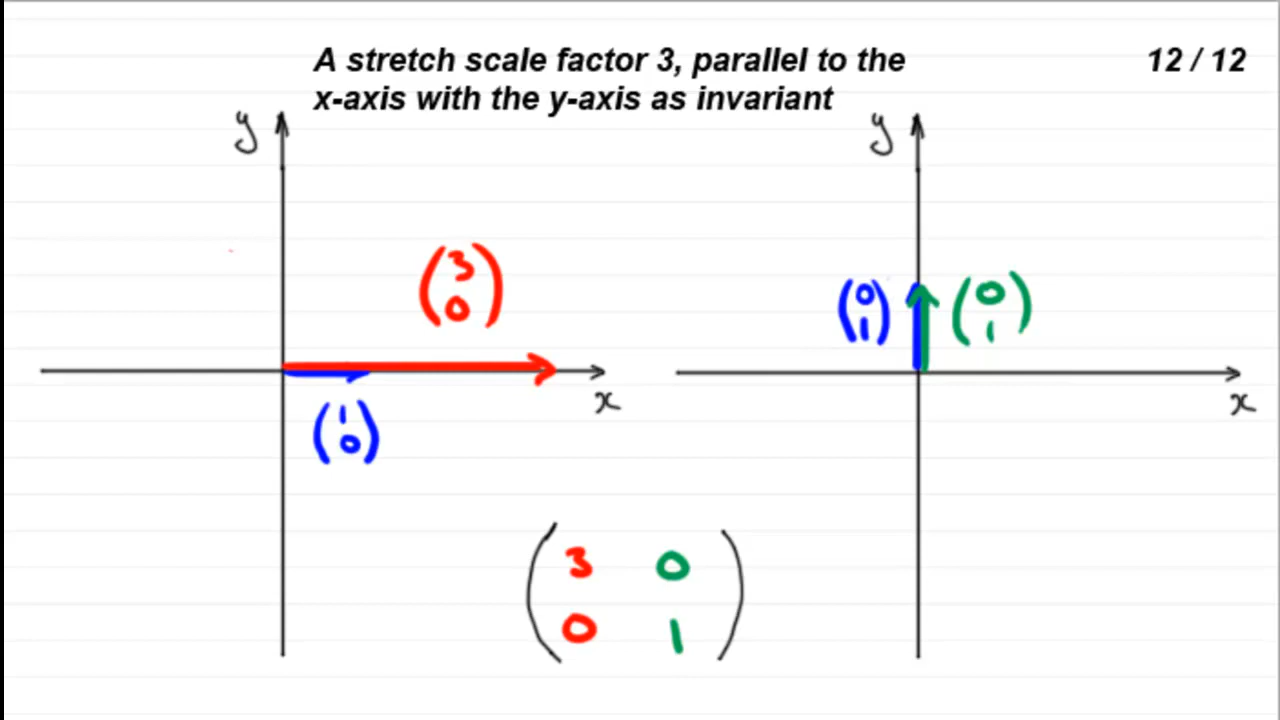 A stretch scale factor 3, parallel to the
x-axis with the y-axis as invariant
12 / 12
y
(3
0)
x
(1
0)
y
(0
1)
(0
1)
x
(3 0
0 1)